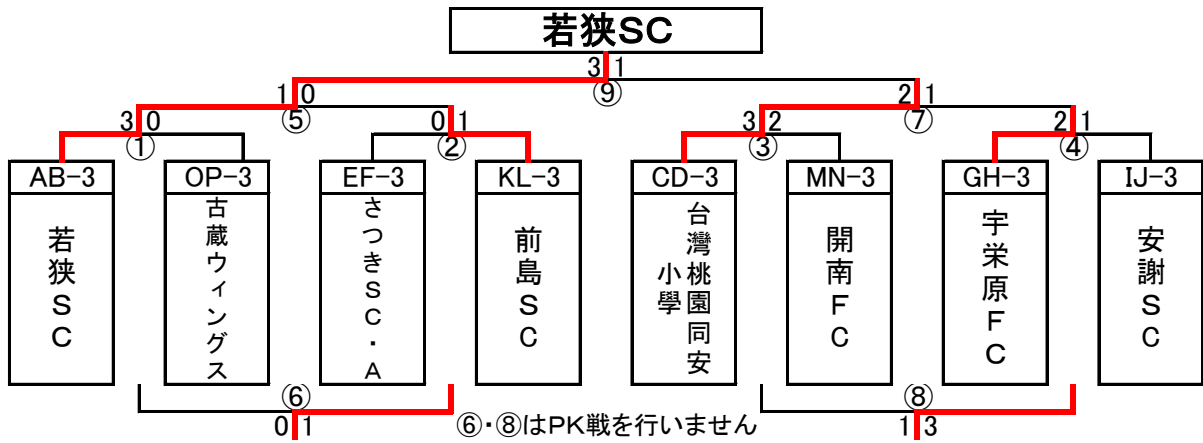 若狭SC
3 1
⑨
1 0
⑤
2 1
⑦
3 0
①
0 1
②
3 2
③
2 1
④
AB-3 OP-3 EF-3 KL-3 CD-3 MN-3 GH-3 IJ-3
若狭SC
古蔵ウィングス
さつきSC・A
前島SC
台灣桃園同安
小學
開南FC
宇栄原FC
安謝SC
⑥
0 1
⑥・⑧はPK戦を行いません
⑧
1 3